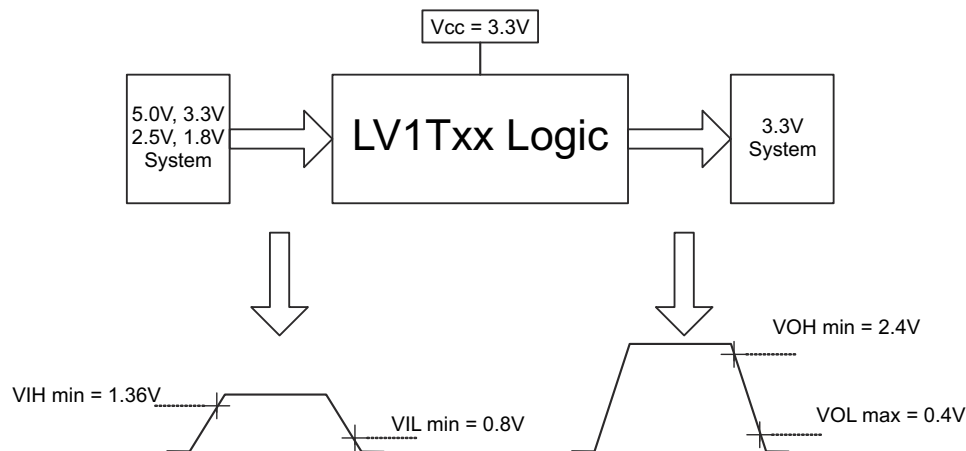 Vcc = 3.3V
5.0V, 3.3V
2.5V, 1.8V
System
LV1Txx Logic
3.3V
System
VIH min = 1.36V
VIL min = 0.8V
VOH min = 2.4V
VOL max = 0.4V